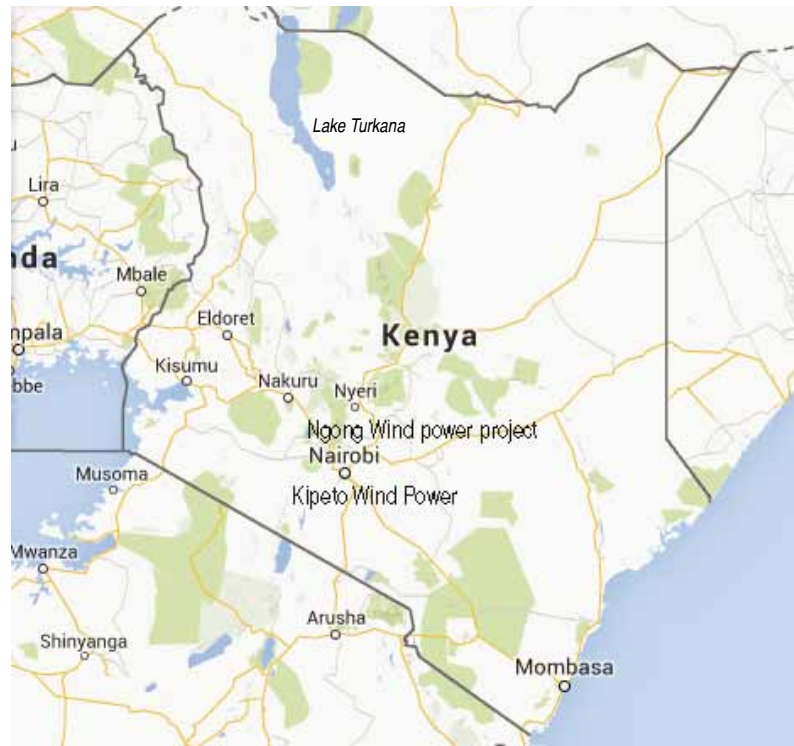 Lake Turkana
u
Lira
nda
Mbale
Eldoret
Kenya
mpala
Kisumu
bbe
Nakuru
Nyeri
Ngong Wind power project
Nairobi
Musoma
Kipeto Wind Power
Mwanza
Arusha
Shinyanga
Mombasa